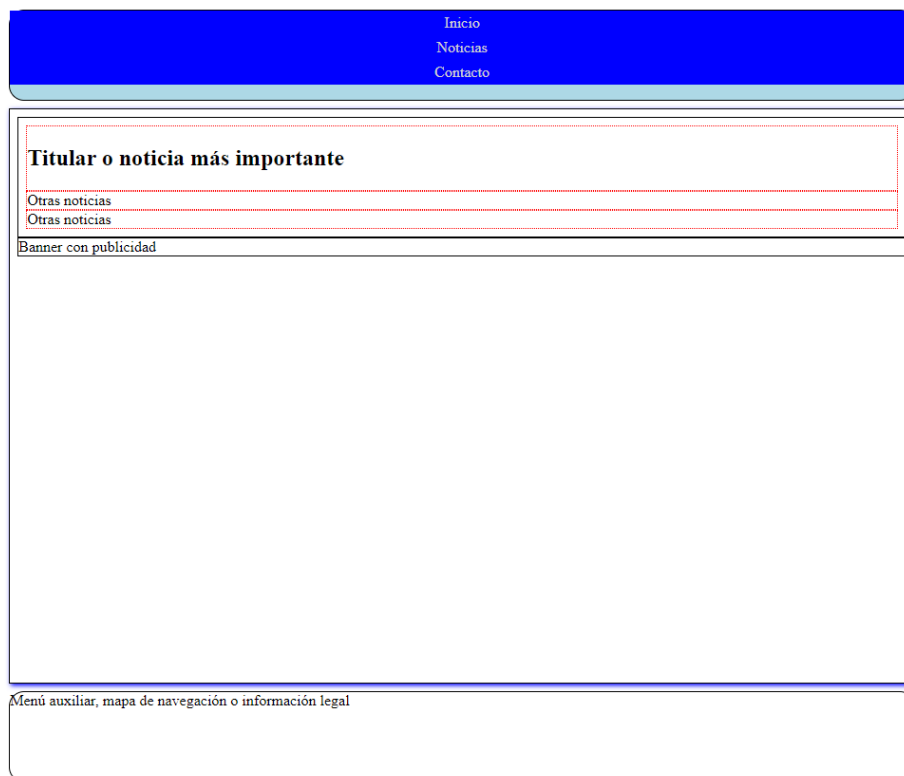 Inicio
Noticias
Contacto
Titular o noticia más importante
Otras noticias
Otras noticias
Banner con publicidad
Menú auxiliar, mapa de navegación o información legal